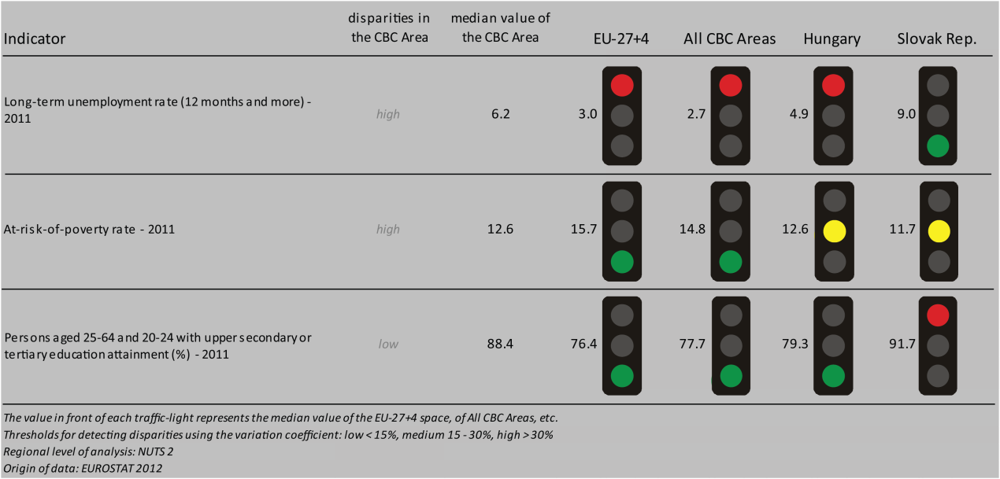 disparities in
the CBC Area
median value of
the CBC Area
Indicator EU-27+4 All CBC Areas Hungary Slovak Rep.
Long-term unemployment rate (12 months and more) -
2011
high 6.2 3.0 2.7 4.9 9.0
At-risk-of-poverty rate - 2011 high 12.6 15.7 14.8 12.6 11.7
Persons aged 25-64 and 20-24 with upper secondary or
tertiary education attainment (%) - 2011
low 88.4 76.4 77.7 79.3 91.7
The value in front of each traffic-light represents the median value of the EU-27+4 space, of All CBC Areas, etc.
Thresholds for detecting disparities using the variation coefficient: low < 15%, medium 15 - 30%, high > 30%
Regional level of analysis: NUTS 2
Origin of data: EUROSTAT 2012